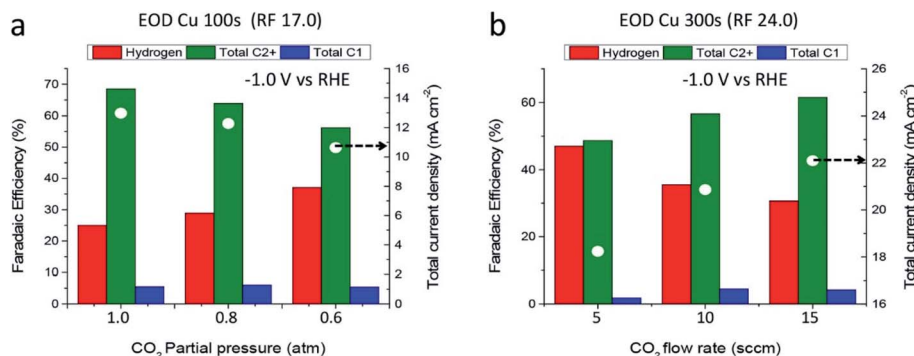 a
EOD Cu 100s (RF 17.0)
Hydrogen Total C2+ Total C1
-1.0 V vs RHE
Faradaic Efficiency (%)
70
60
50
40
30
20
10
0
16
14
12
10
8
6
4
2
0
Total current density (mA cm⁻²)
1.0 0.8 0.6
CO₂ Partial pressure (atm)
b
EOD Cu 300s (RF 24.0)
Hydrogen Total C2+ Total C1
-1.0 V vs RHE
Faradaic Efficiency (%)
60
40
20
0
26
24
22
20
18
16
Total current density (mA cm⁻²)
5 10 15
CO₂ flow rate (sccm)